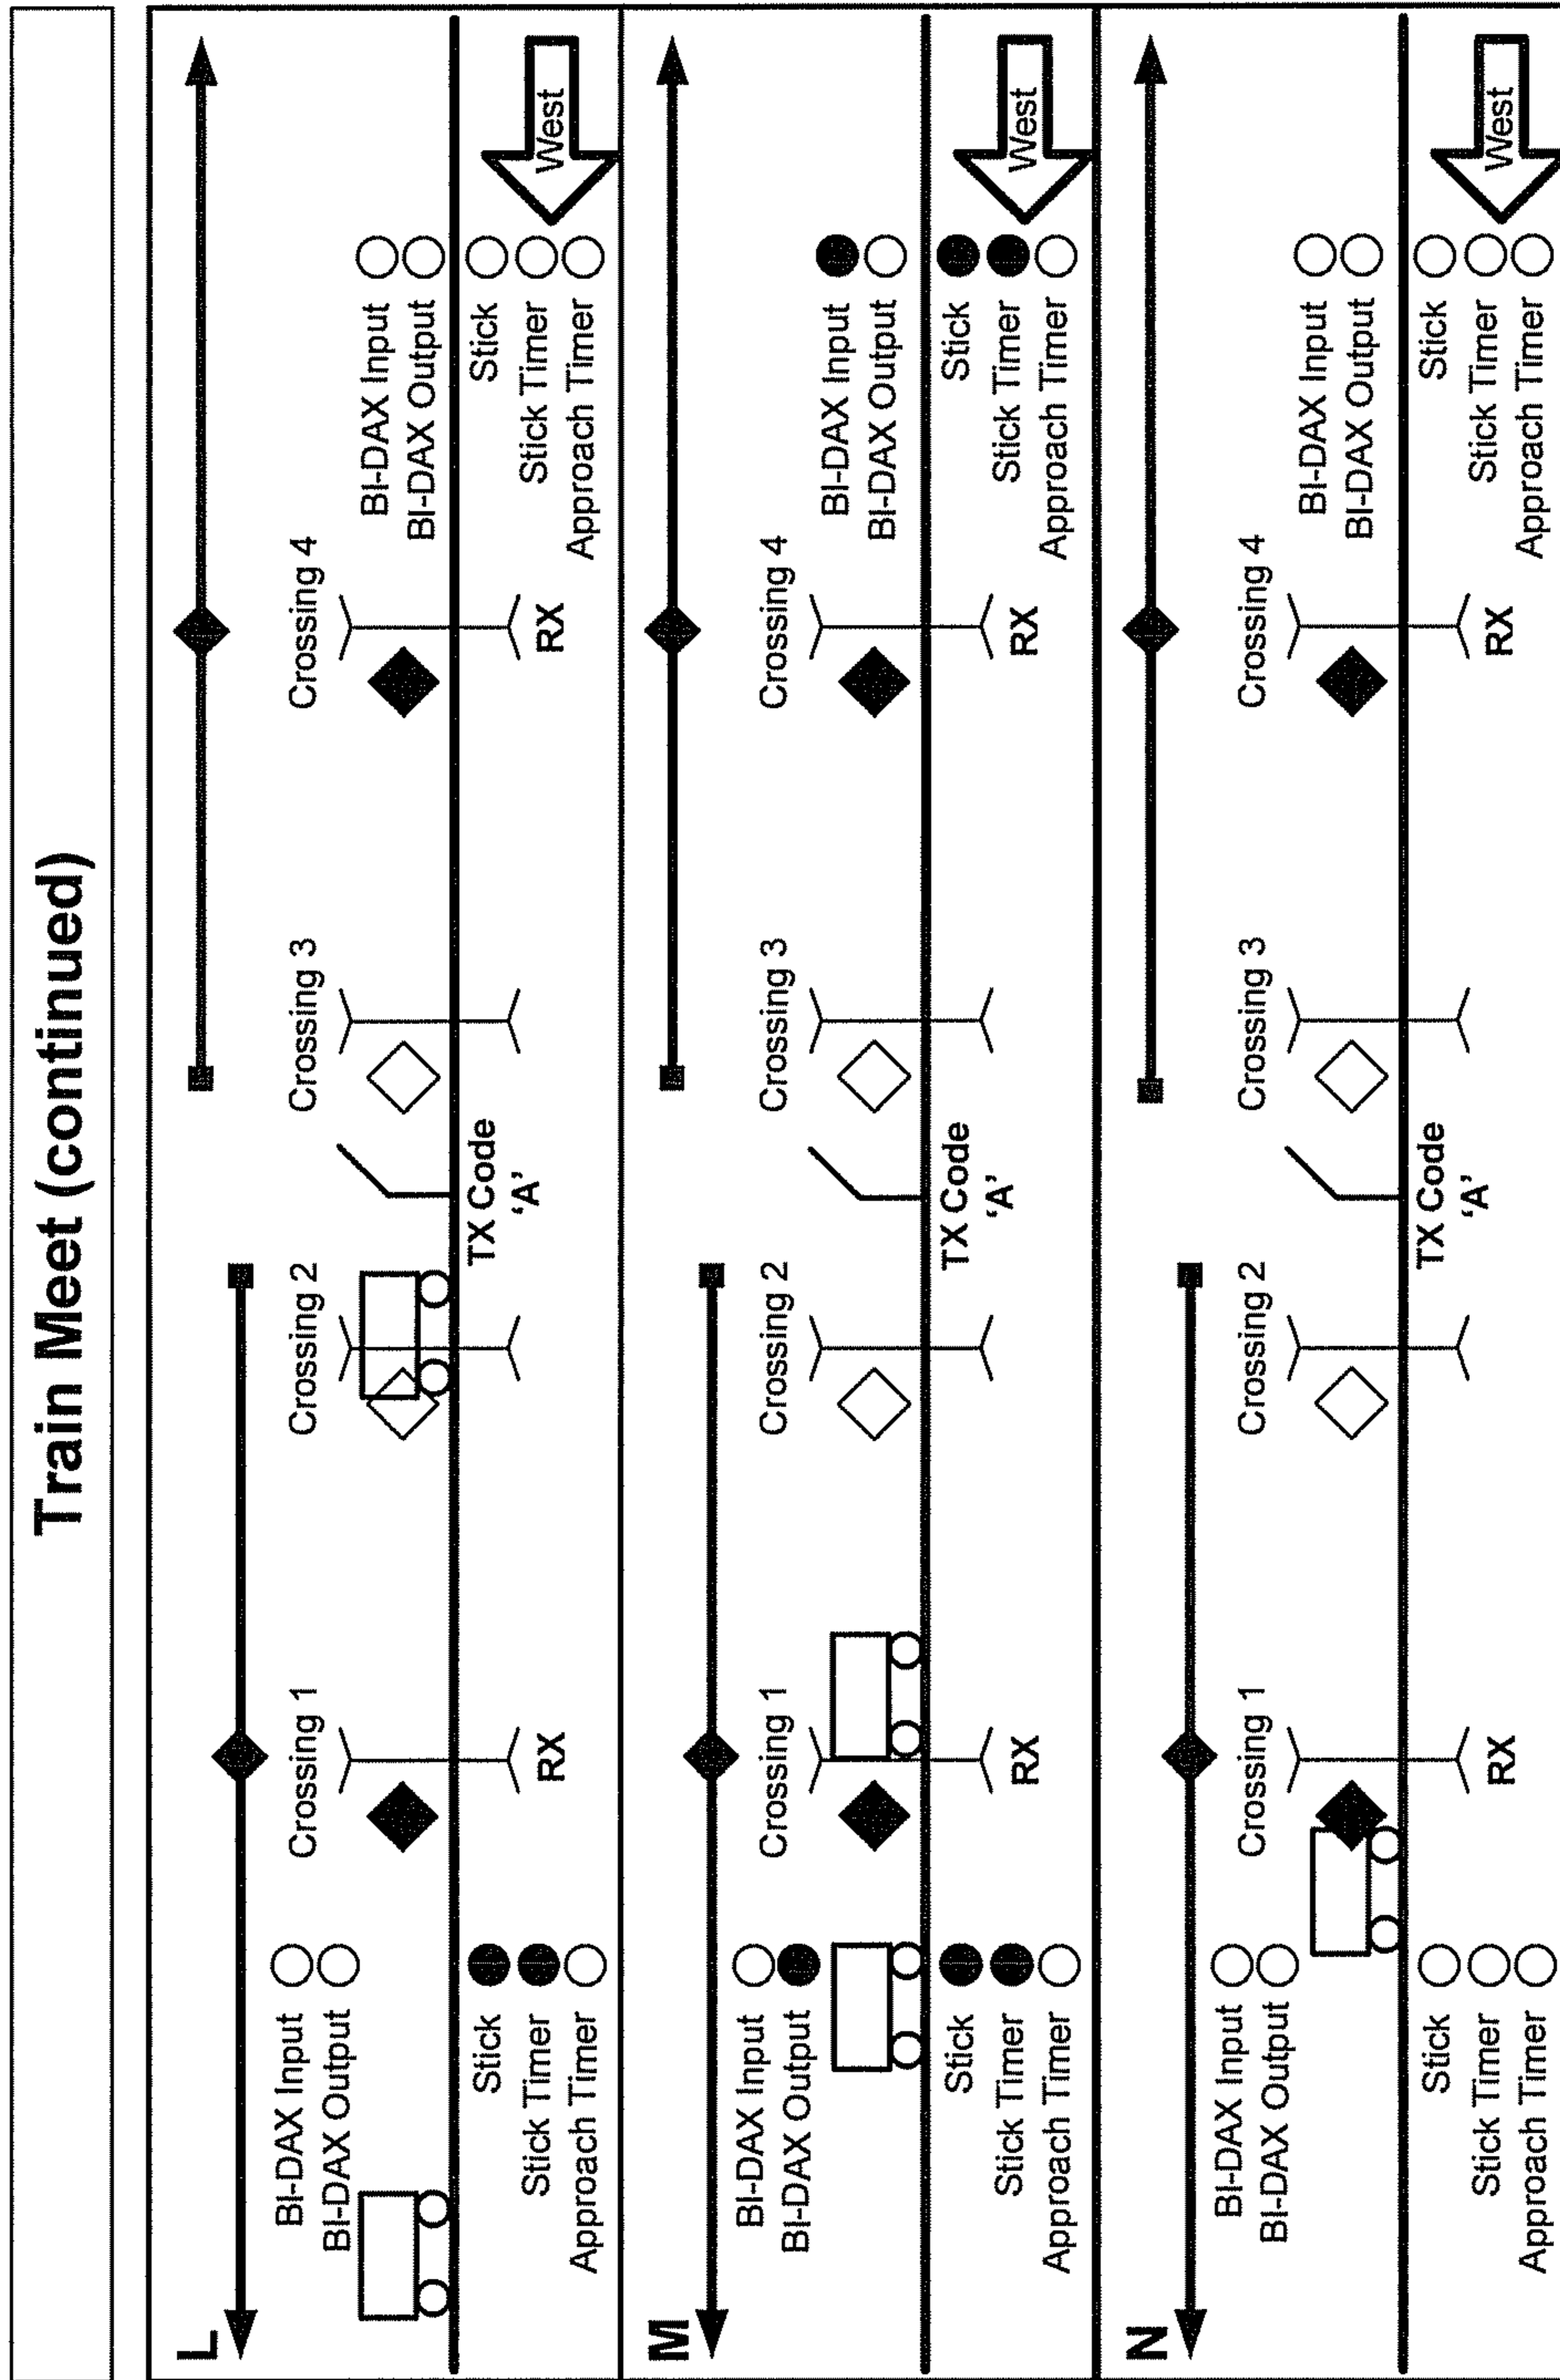 Train Meet (continued)
L
BI-DAX Input
BI-DAX Output
Crossing 1
Crossing 2
Crossing 3
Crossing 4
BI-DAX Input
BI-DAX Output
Stick
Stick Timer
Approach Timer
RX
TX Code
‘A’
RX
Stick
Stick Timer
Approach Timer
West
M
BI-DAX Input
BI-DAX Output
Crossing 1
Crossing 2
Crossing 3
Crossing 4
BI-DAX Input
BI-DAX Output
Stick
Stick Timer
Approach Timer
RX
TX Code
‘A’
RX
Stick
Stick Timer
Approach Timer
West
N
BI-DAX Input
BI-DAX Output
Crossing 1
Crossing 2
Crossing 3
Crossing 4
BI-DAX Input
BI-DAX Output
Stick
Stick Timer
Approach Timer
RX
TX Code
‘A’
RX
Stick
Stick Timer
Approach Timer
West